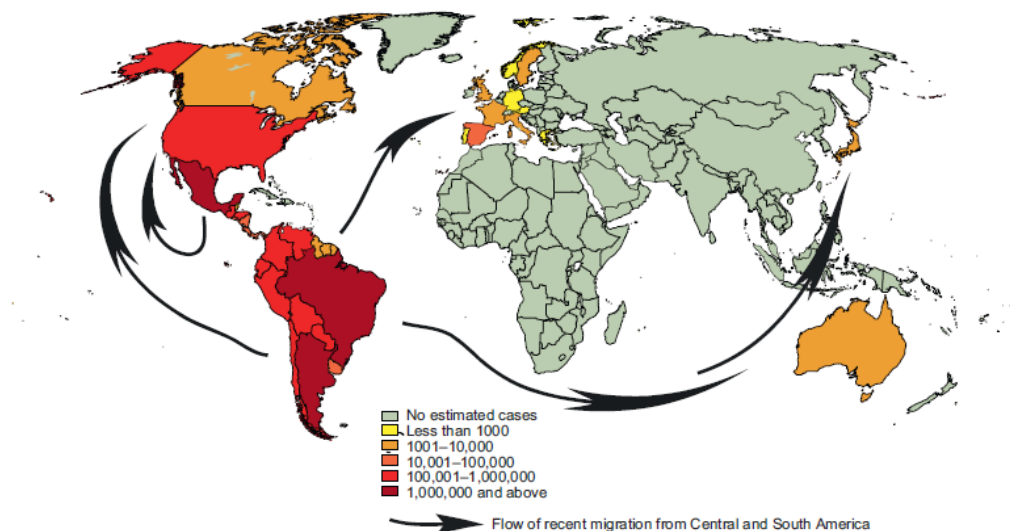 No estimated cases
Less than 1000
1001–10,000
10,001–100,000
100,001–1,000,000
1,000,000 and above
Flow of recent migration from Central and South America